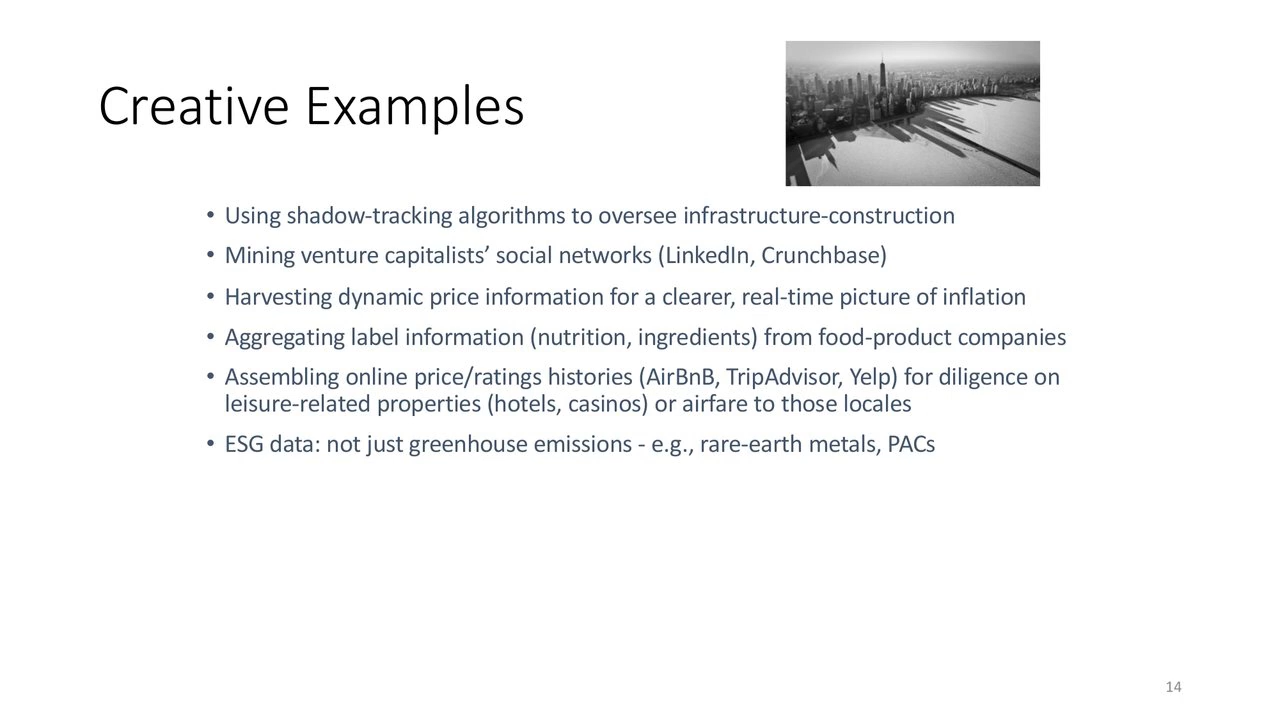 Creative Examples
• Using shadow-tracking algorithms to oversee infrastructure-construction
• Mining venture capitalists’ social networks (LinkedIn, Crunchbase)
• Harvesting dynamic price information for a clearer, real-time picture of inflation
• Aggregating label information (nutrition, ingredients) from food-product companies
• Assembling online price/ratings histories (AirBnB, TripAdvisor, Yelp) for diligence on
leisure-related properties (hotels, casinos) or airfare to those locales
• ESG data: not just greenhouse emissions - e.g., rare-earth metals, PACs
14